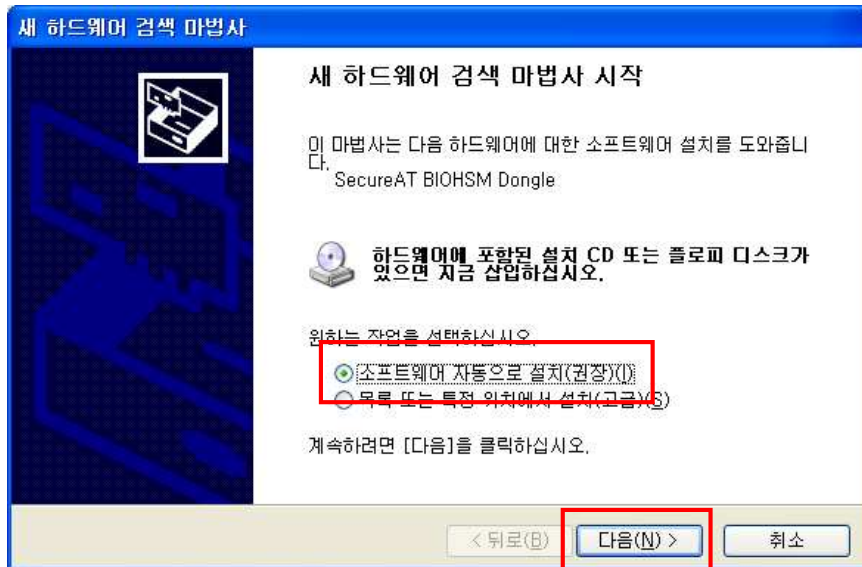 새 하드웨어 검색 마법사
새 하드웨어 검색 마법사 시작
이 마법사는 다음 하드웨어에 대한 소프트웨어 설치를 도와줍니
다.
SecureAT BIOHSM Dongle
하드웨어에 포함된 설치 CD 또는 플로피 디스크가
있으면 지금 삽입하십시오.
원하는 작업을 선택하십시오.
소프트웨어 자동으로 설치(권장)(I)
목록 또는 특정 위치에서 설치(고급)(S)
계속하려면 [다음]을 클릭하십시오.
< 뒤로(B) 다음(N) > 취소